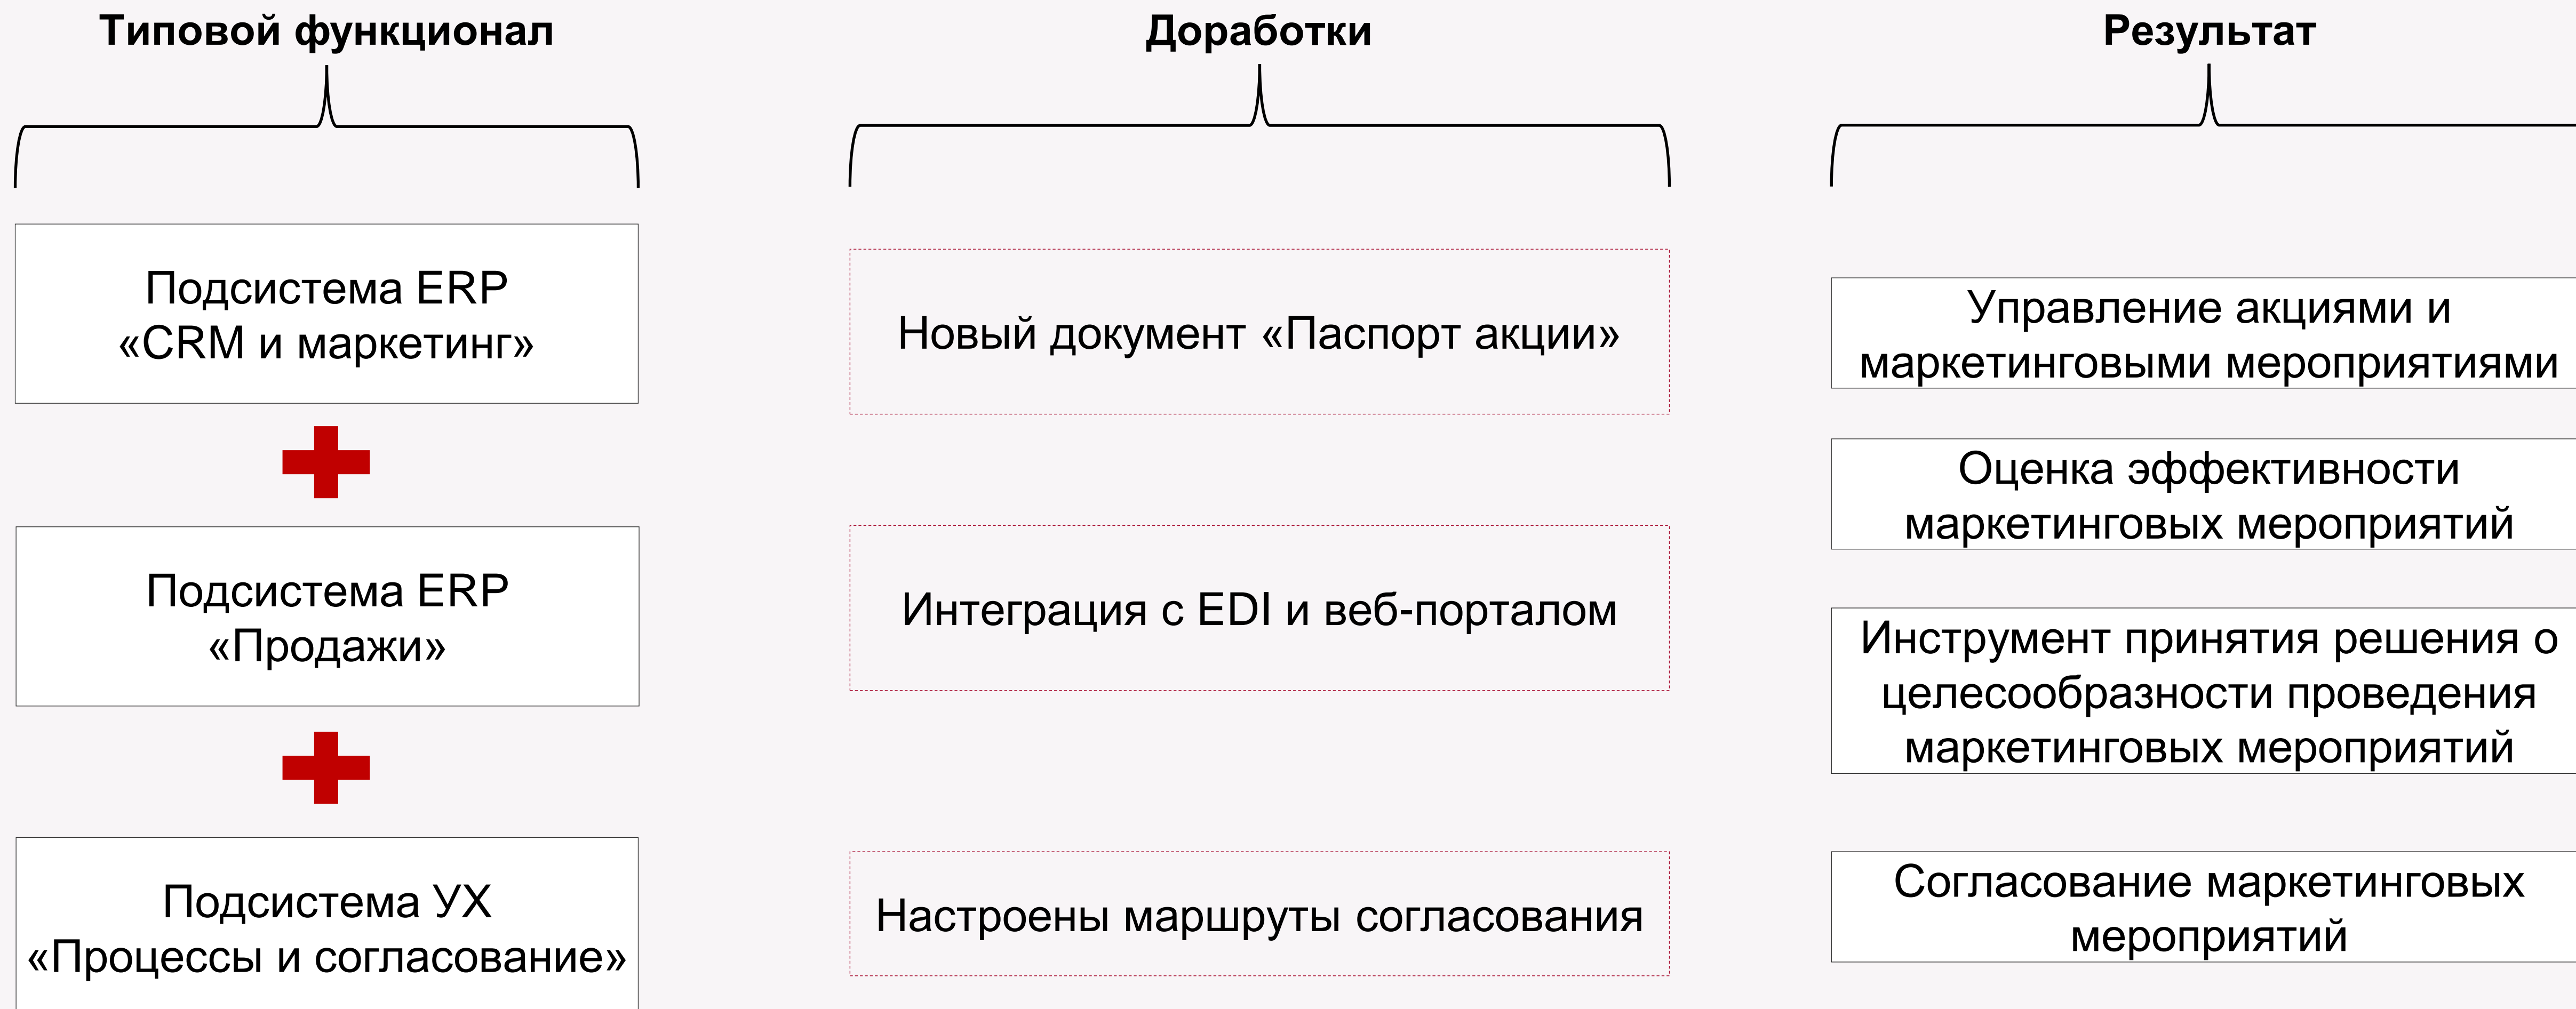 Типовой функционал
Подсистема ERP
«CRM и маркетинг»
Подсистема ERP
«Продажи»
Подсистема УХ
«Процессы и согласование»
Доработки
Новый документ «Паспорт акции»
Интеграция с EDI и веб-порталом
Настроены маршруты согласования
Результат
Управление акциями и
маркетинговыми мероприятиями
Оценка эффективности
маркетинговых мероприятий
Инструмент принятия решения о
целесообразности проведения
маркетинговых мероприятий
Согласование маркетинговых
мероприятий